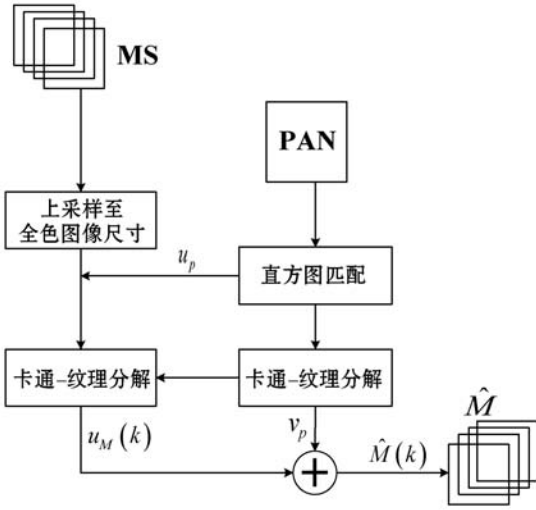 MS
PAN
上采样至
全色图像尺寸
u_p
直方图匹配
卡通-纹理分解
卡通-纹理分解
u_M(k)
v_p
M̂(k)
M̂